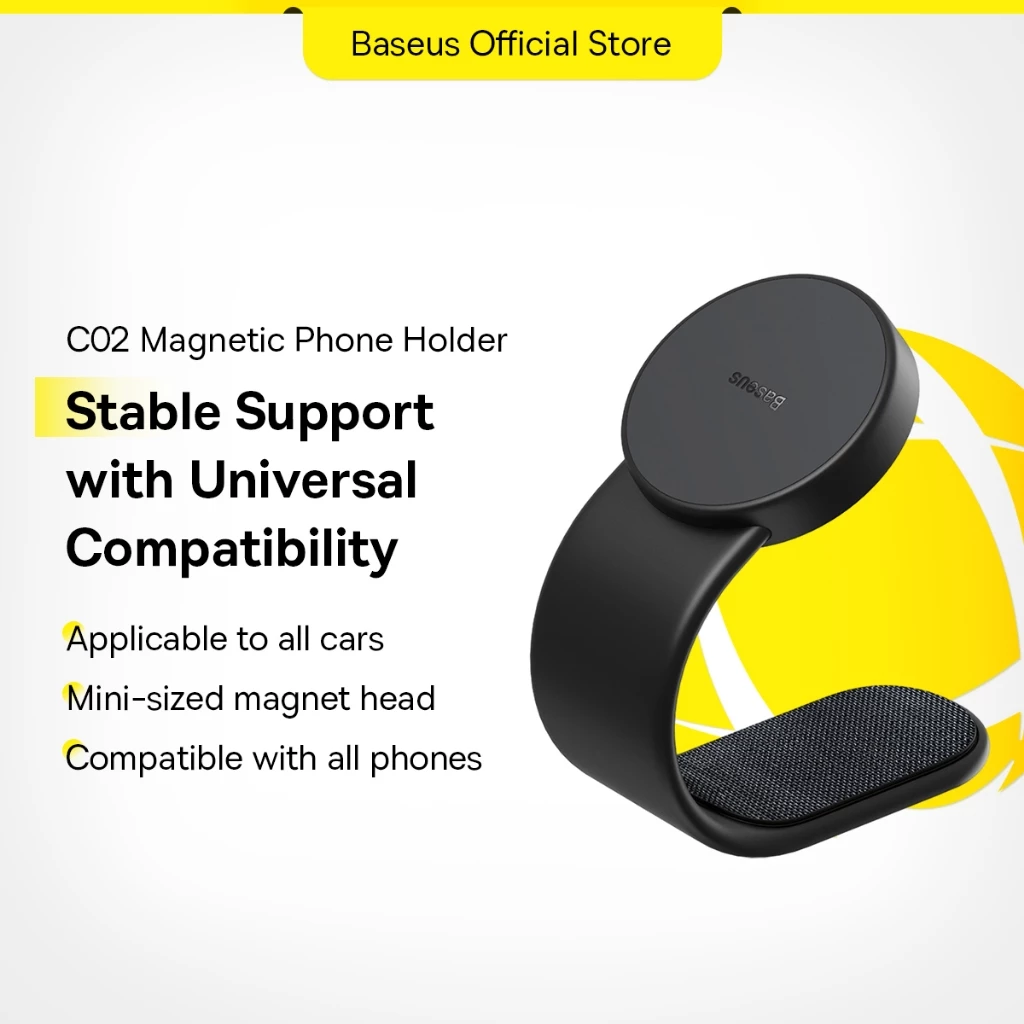 Baseus Official Store
C02 Magnetic Phone Holder
Stable Support
with Universal
Compatibility
Applicable to all cars
Mini-sized magnet head
Compatible with all phones
Baseus